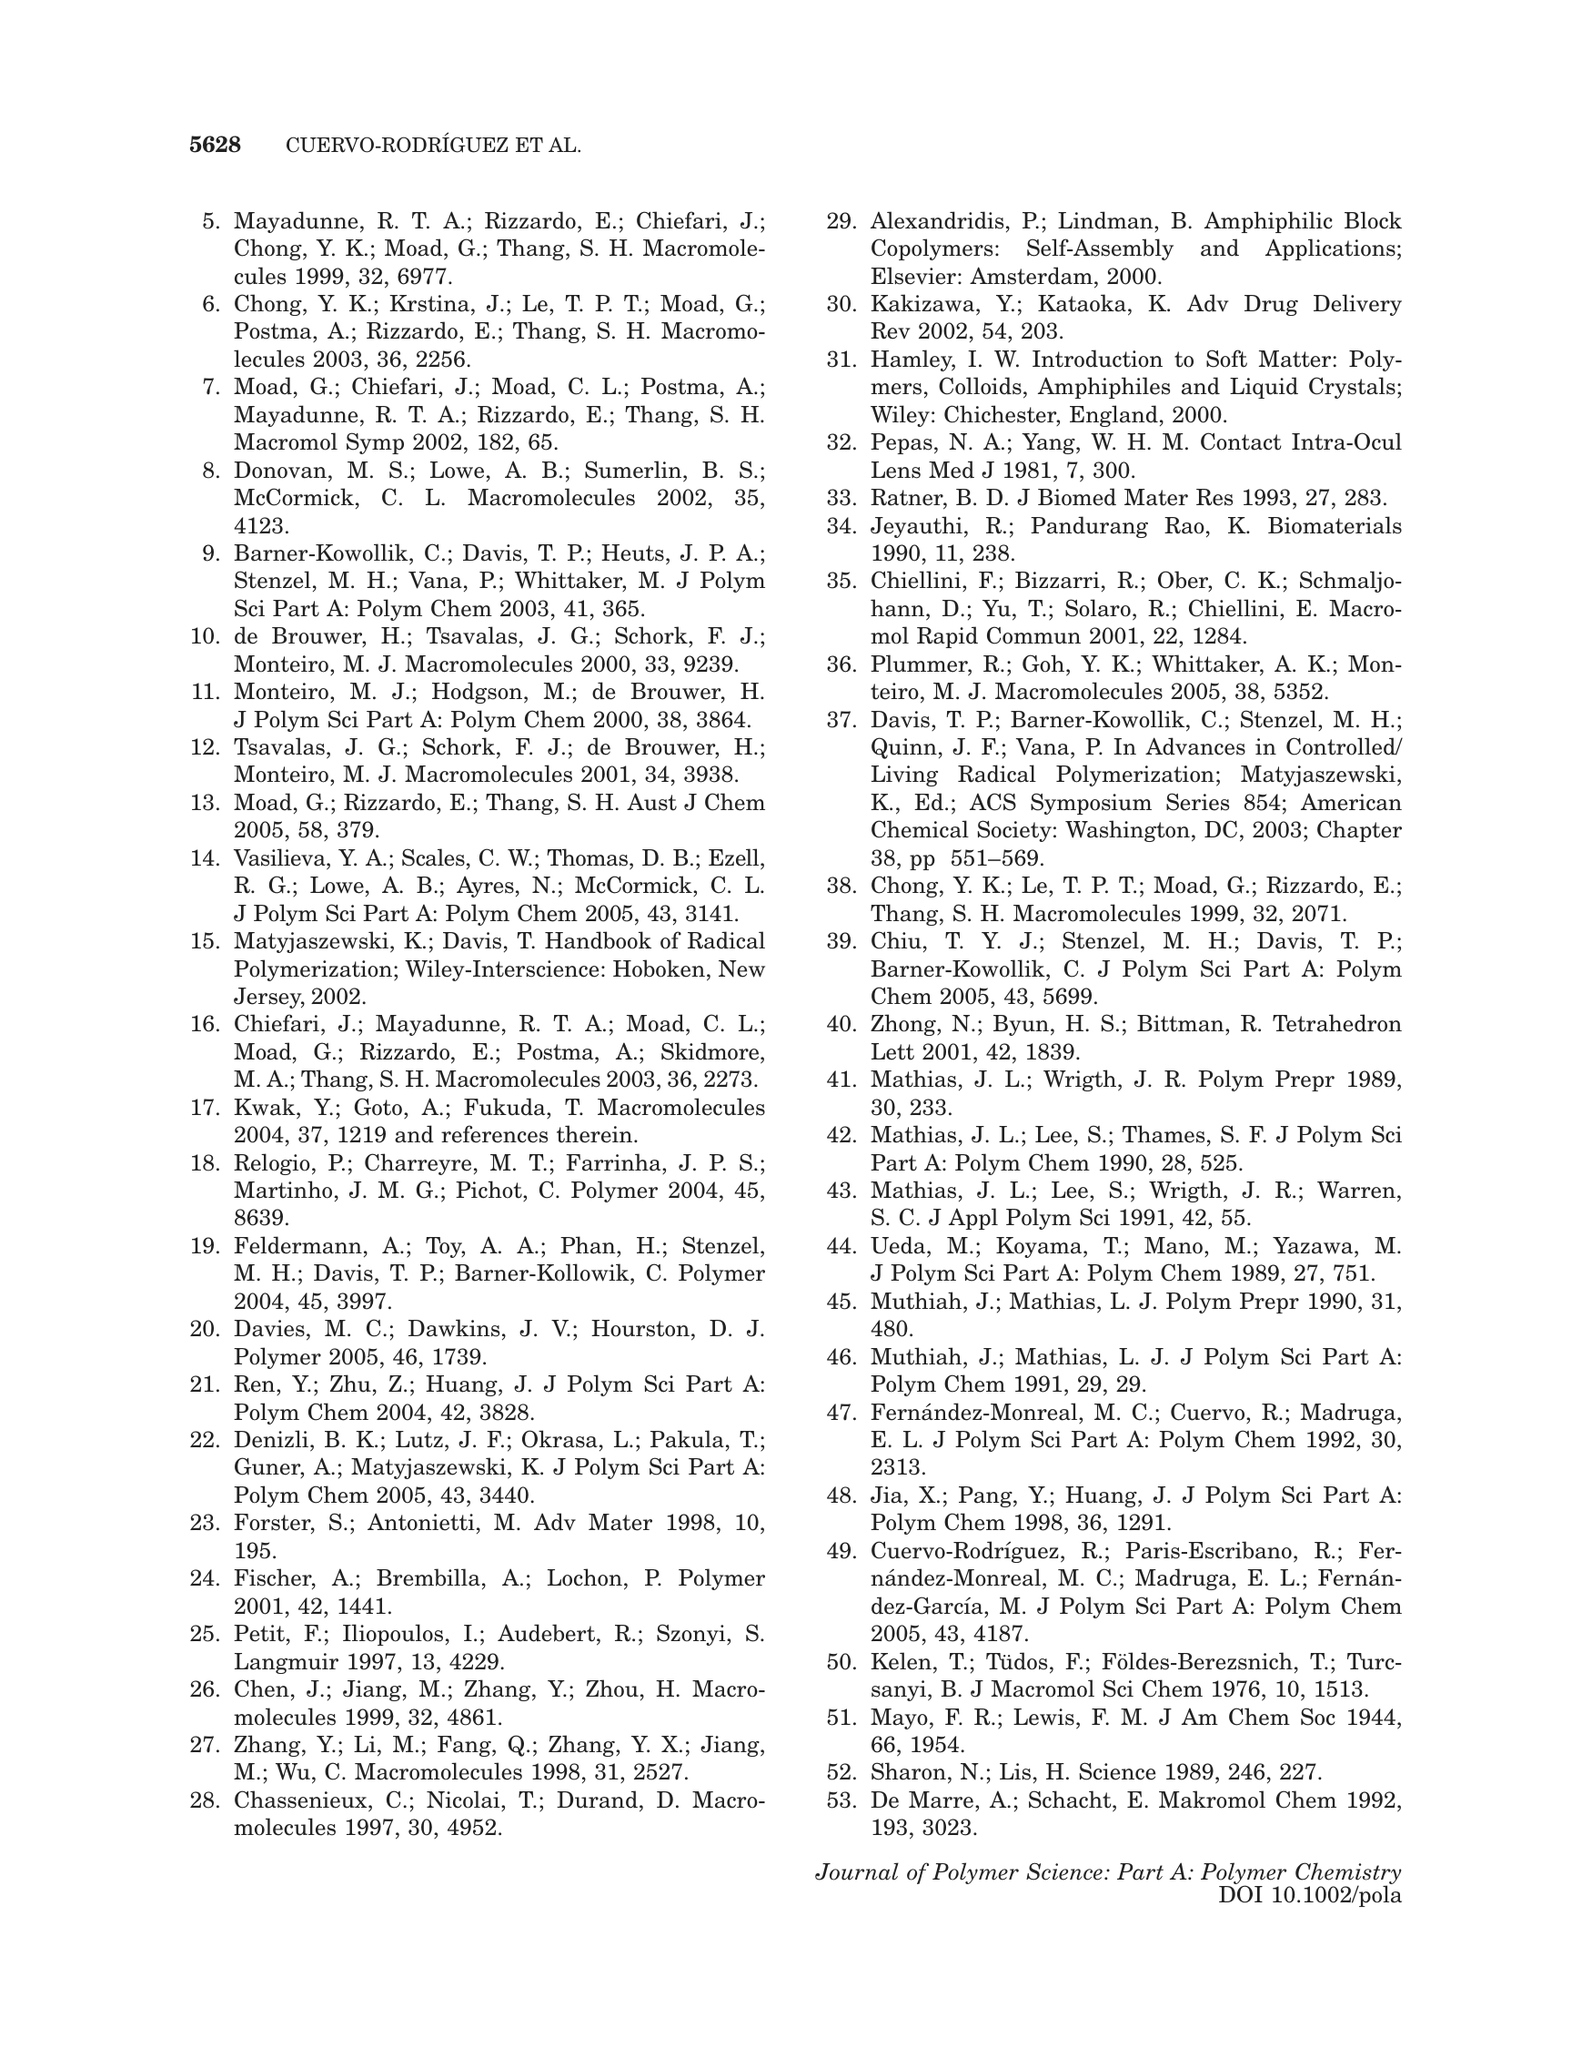 5628 CUERVO-RODRÍGUEZ ET AL.
5. Mayadunne, R. T. A.; Rizzardo, E.; Chiefari, J.;
Chong, Y. K.; Moad, G.; Thang, S. H. Macromole-
cules 1999, 32, 6977.
6. Chong, Y. K.; Krstina, J.; Le, T. P. T.; Moad, G.;
Postma, A.; Rizzardo, E.; Thang, S. H. Macromo-
lecules 2003, 36, 2256.
7. Moad, G.; Chiefari, J.; Moad, C. L.; Postma, A.;
Mayadunne, R. T. A.; Rizzardo, E.; Thang, S. H.
Macromol Symp 2002, 182, 65.
8. Donovan, M. S.; Lowe, A. B.; Sumerlin, B. S.;
McCormick, C. L. Macromolecules 2002, 35,
4123.
9. Barner-Kowollik, C.; Davis, T. P.; Heuts, J. P. A.;
Stenzel, M. H.; Vana, P.; Whittaker, M. J Polym
Sci Part A: Polym Chem 2003, 41, 365.
10. de Brouwer, H.; Tsavalas, J. G.; Schork, F. J.;
Monteiro, M. J. Macromolecules 2000, 33, 9239.
11. Monteiro, M. J.; Hodgson, M.; de Brouwer, H.
J Polym Sci Part A: Polym Chem 2000, 38, 3864.
12. Tsavalas, J. G.; Schork, F. J.; de Brouwer, H.;
Monteiro, M. J. Macromolecules 2001, 34, 3938.
13. Moad, G.; Rizzardo, E.; Thang, S. H. Aust J Chem
2005, 58, 379.
14. Vasilieva, Y. A.; Scales, C. W.; Thomas, D. B.; Ezell,
R. G.; Lowe, A. B.; Ayres, N.; McCormick, C. L.
J Polym Sci Part A: Polym Chem 2005, 43, 3141.
15. Matyjaszewski, K.; Davis, T. Handbook of Radical
Polymerization; Wiley-Interscience: Hoboken, New
Jersey, 2002.
16. Chiefari, J.; Mayadunne, R. T. A.; Moad, C. L.;
Moad, G.; Rizzardo, E.; Postma, A.; Skidmore,
M. A.; Thang, S. H. Macromolecules 2003, 36, 2273.
17. Kwak, Y.; Goto, A.; Fukuda, T. Macromolecules
2004, 37, 1219 and references therein.
18. Relogio, P.; Charreyre, M. T.; Farrinha, J. P. S.;
Martinho, J. M. G.; Pichot, C. Polymer 2004, 45,
8639.
19. Feldermann, A.; Toy, A. A.; Phan, H.; Stenzel,
M. H.; Davis, T. P.; Barner-Kollowik, C. Polymer
2004, 45, 3997.
20. Davies, M. C.; Dawkins, J. V.; Hourston, D. J.
Polymer 2005, 46, 1739.
21. Ren, Y.; Zhu, Z.; Huang, J. J Polym Sci Part A:
Polym Chem 2004, 42, 3828.
22. Denizli, B. K.; Lutz, J. F.; Okrasa, L.; Pakula, T.;
Guner, A.; Matyjaszewski, K. J Polym Sci Part A:
Polym Chem 2005, 43, 3440.
23. Forster, S.; Antonietti, M. Adv Mater 1998, 10,
195.
24. Fischer, A.; Brembilla, A.; Lochon, P. Polymer
2001, 42, 1441.
25. Petit, F.; Iliopoulos, I.; Audebert, R.; Szonyi, S.
Langmuir 1997, 13, 4229.
26. Chen, J.; Jiang, M.; Zhang, Y.; Zhou, H. Macro-
molecules 1999, 32, 4861.
27. Zhang, Y.; Li, M.; Fang, Q.; Zhang, Y. X.; Jiang,
M.; Wu, C. Macromolecules 1998, 31, 2527.
28. Chassenieux, C.; Nicolai, T.; Durand, D. Macro-
molecules 1997, 30, 4952.
29. Alexandridis, P.; Lindman, B. Amphiphilic Block
Copolymers: Self-Assembly and Applications;
Elsevier: Amsterdam, 2000.
30. Kakizawa, Y.; Kataoka, K. Adv Drug Delivery
Rev 2002, 54, 203.
31. Hamley, I. W. Introduction to Soft Matter: Poly-
mers, Colloids, Amphiphiles and Liquid Crystals;
Wiley: Chichester, England, 2000.
32. Pepas, N. A.; Yang, W. H. M. Contact Intra-Ocul
Lens Med J 1981, 7, 300.
33. Ratner, B. D. J Biomed Mater Res 1993, 27, 283.
34. Jeyauthi, R.; Pandurang Rao, K. Biomaterials
1990, 11, 238.
35. Chiellini, F.; Bizzarri, R.; Ober, C. K.; Schmaljo-
hann, D.; Yu, T.; Solaro, R.; Chiellini, E. Macro-
mol Rapid Commun 2001, 22, 1284.
36. Plummer, R.; Goh, Y. K.; Whittaker, A. K.; Mon-
teiro, M. J. Macromolecules 2005, 38, 5352.
37. Davis, T. P.; Barner-Kowollik, C.; Stenzel, M. H.;
Quinn, J. F.; Vana, P. In Advances in Controlled/
Living Radical Polymerization; Matyjaszewski,
K., Ed.; ACS Symposium Series 854; American
Chemical Society: Washington, DC, 2003; Chapter
38, pp 551–569.
38. Chong, Y. K.; Le, T. P. T.; Moad, G.; Rizzardo, E.;
Thang, S. H. Macromolecules 1999, 32, 2071.
39. Chiu, T. Y. J.; Stenzel, M. H.; Davis, T. P.;
Barner-Kowollik, C. J Polym Sci Part A: Polym
Chem 2005, 43, 5699.
40. Zhong, N.; Byun, H. S.; Bittman, R. Tetrahedron
Lett 2001, 42, 1839.
41. Mathias, J. L.; Wrigth, J. R. Polym Prepr 1989,
30, 233.
42. Mathias, J. L.; Lee, S.; Thames, S. F. J Polym Sci
Part A: Polym Chem 1990, 28, 525.
43. Mathias, J. L.; Lee, S.; Wrigth, J. R.; Warren,
S. C. J Appl Polym Sci 1991, 42, 55.
44. Ueda, M.; Koyama, T.; Mano, M.; Yazawa, M.
J Polym Sci Part A: Polym Chem 1989, 27, 751.
45. Muthiah, J.; Mathias, L. J. Polym Prepr 1990, 31,
480.
46. Muthiah, J.; Mathias, L. J. J Polym Sci Part A:
Polym Chem 1991, 29, 29.
47. Fernández-Monreal, M. C.; Cuervo, R.; Madruga,
E. L. J Polym Sci Part A: Polym Chem 1992, 30,
2313.
48. Jia, X.; Pang, Y.; Huang, J. J Polym Sci Part A:
Polym Chem 1998, 36, 1291.
49. Cuervo-Rodríguez, R.; Paris-Escribano, R.; Fer-
nández-Monreal, M. C.; Madruga, E. L.; Fernán-
dez-García, M. J Polym Sci Part A: Polym Chem
2005, 43, 4187.
50. Kelen, T.; Tüdos, F.; Földes-Berezsnich, T.; Turc-
sanyi, B. J Macromol Sci Chem 1976, 10, 1513.
51. Mayo, F. R.; Lewis, F. M. J Am Chem Soc 1944,
66, 1954.
52. Sharon, N.; Lis, H. Science 1989, 246, 227.
53. De Marre, A.; Schacht, E. Makromol Chem 1992,
193, 3023.
Journal of Polymer Science: Part A: Polymer Chemistry
DOI 10.1002/pola